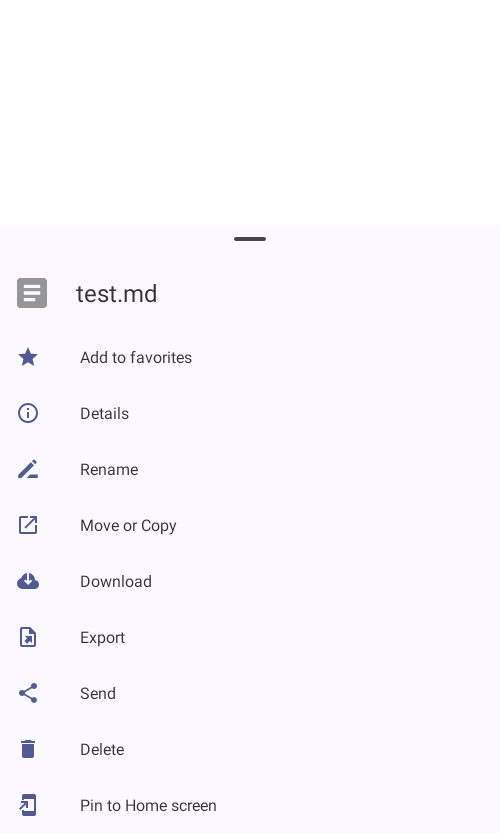 test.md
Add to favorites
Details
Rename
Move or Copy
Download
Export
Send
Delete
Pin to Home screen